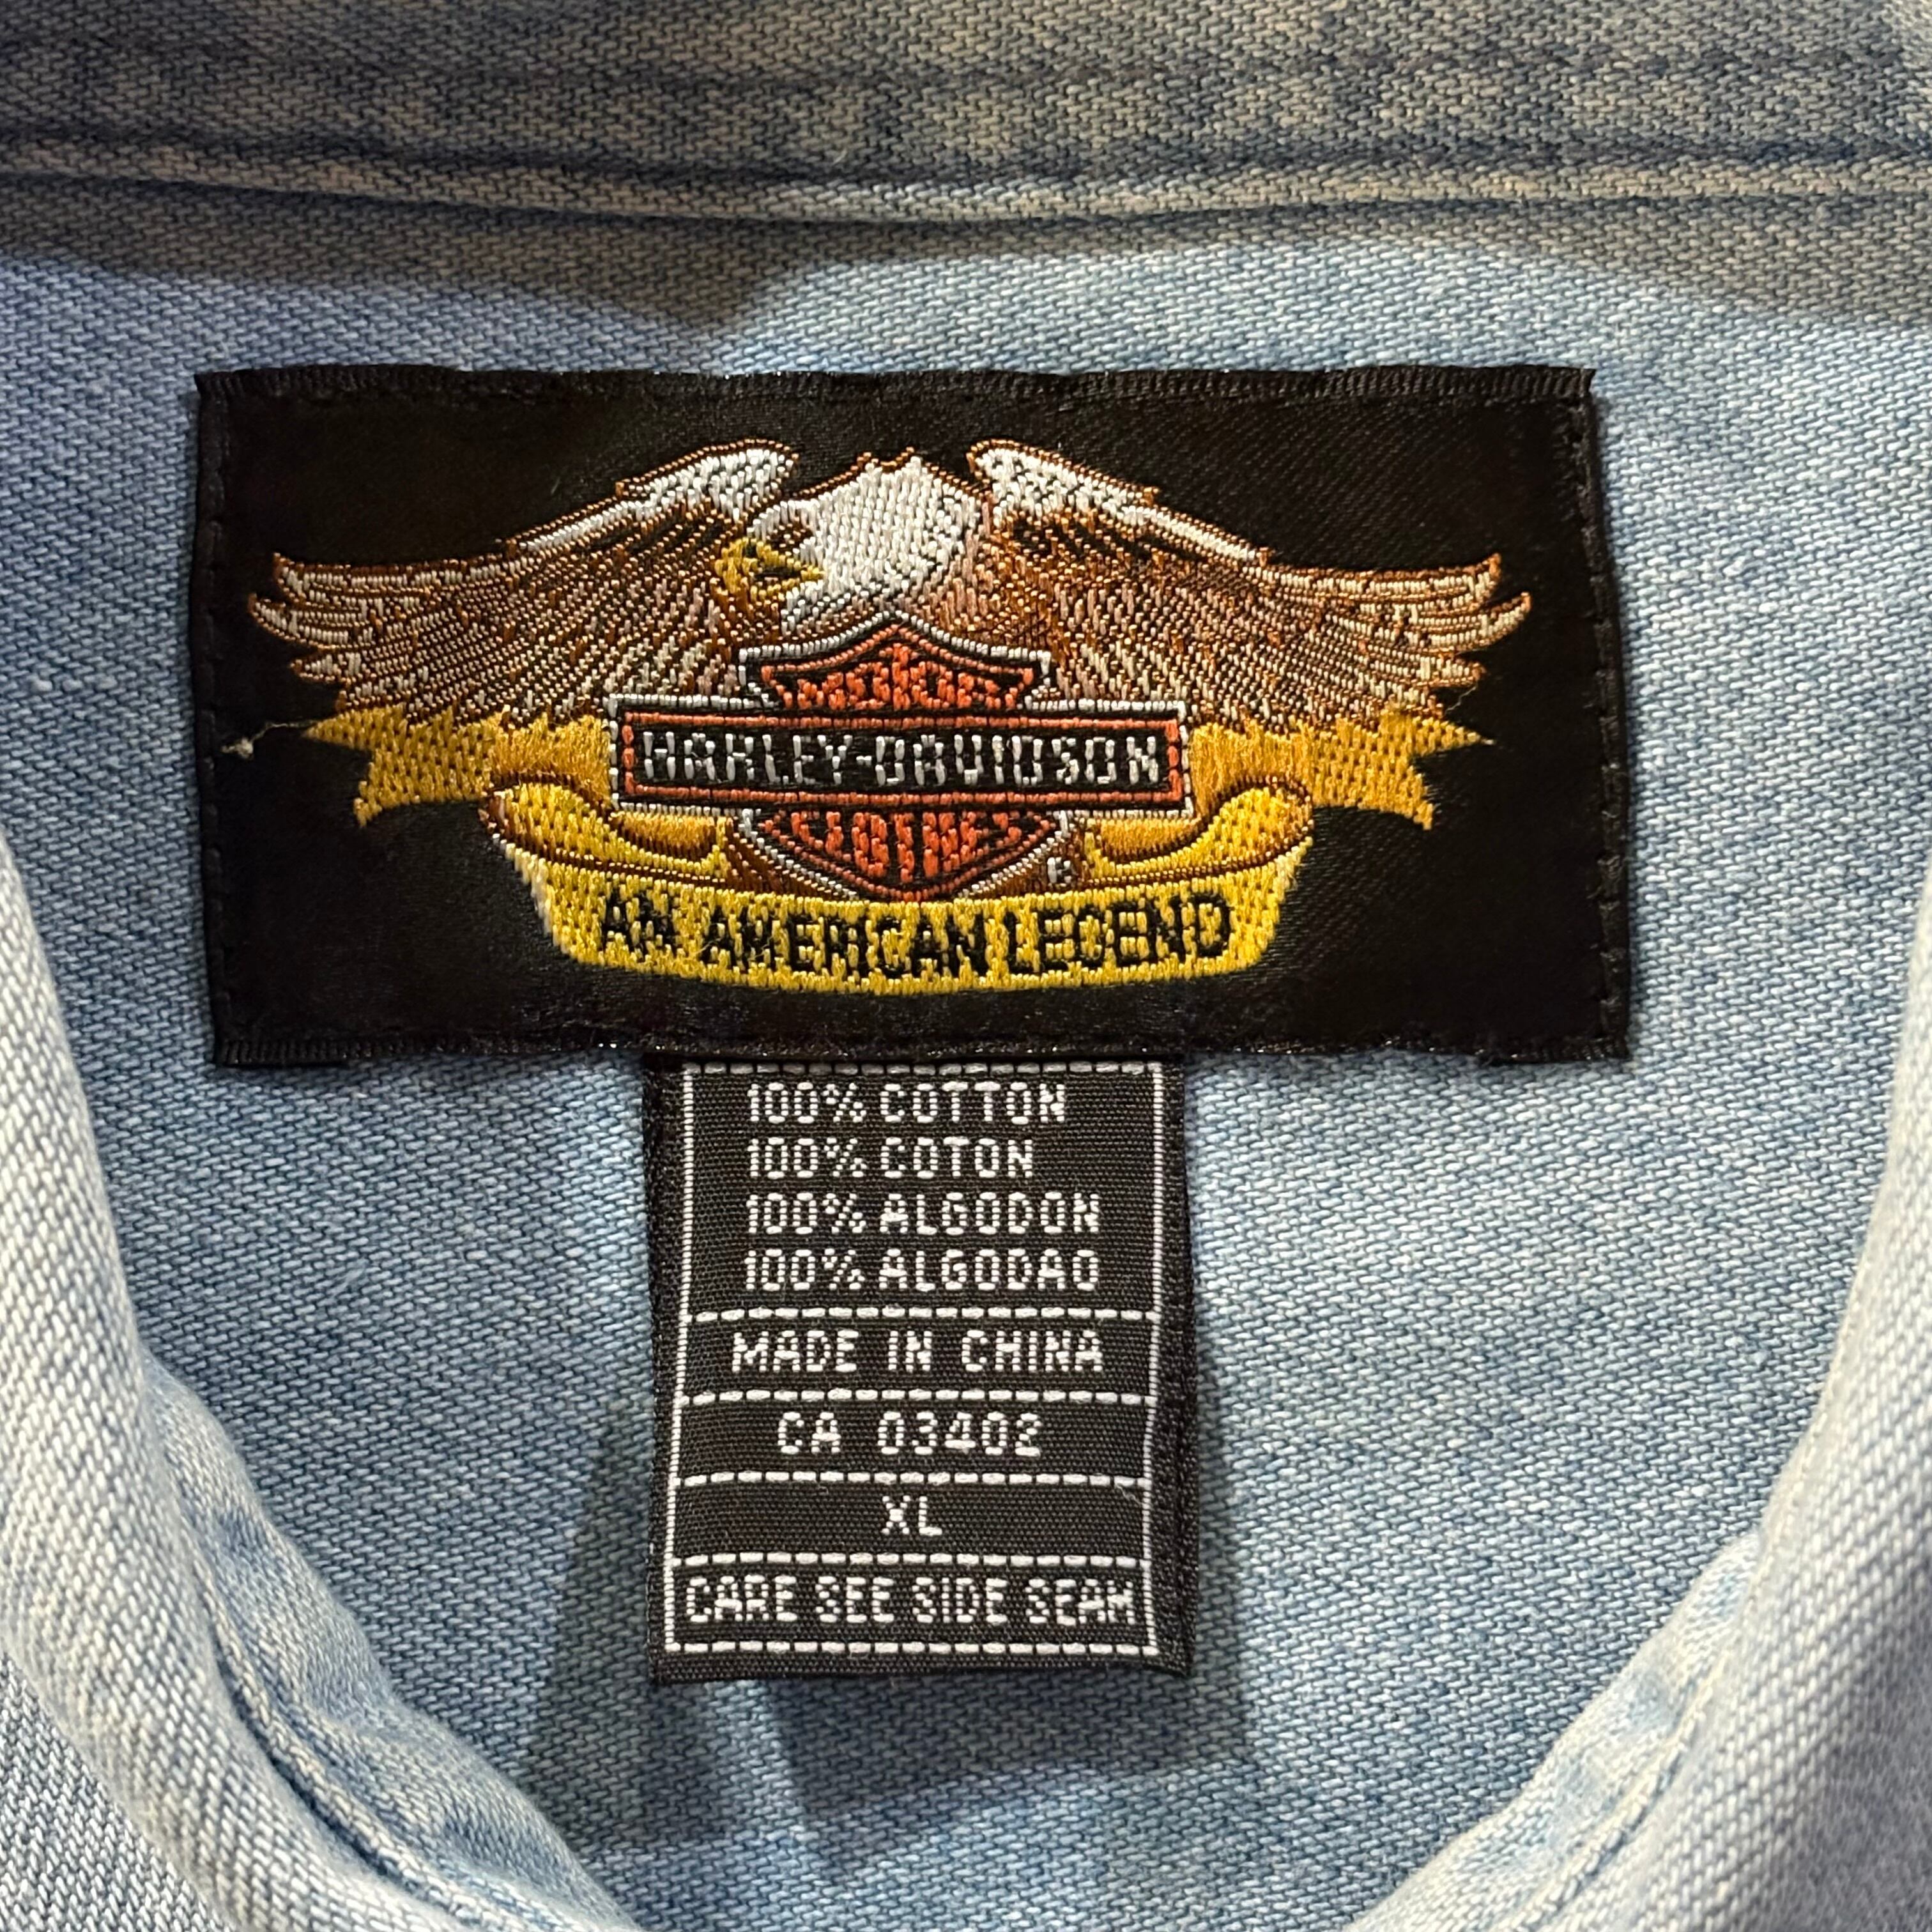 MOTOR
HARLEY-DAVIDSON
®
AN AMERICAN LEGEND
100% COTTON
100% COTON
100% ALGODON
100% ALGODAO
MADE IN CHINA
CA 03402
XL
CARE SEE SIDE SEAM